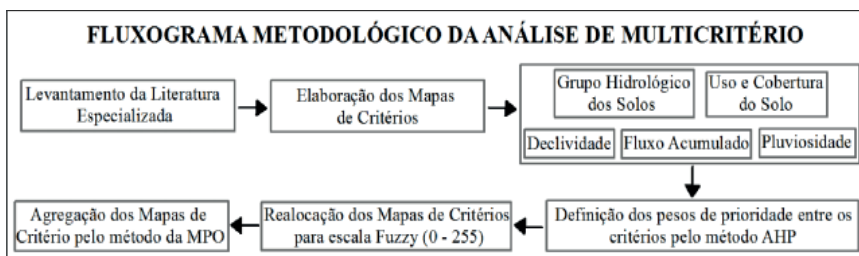 FLUXOGRAMA METODOLÓGICO DA ANÁLISE DE MULTICRITÉRIO
Levantamento da Literatura
Especializada
Elaboração dos Mapas
de Critérios
Grupo Hidrológico
dos Solos
Uso e Cobertura
do Solo
Declividade
Fluxo Acumulado
Pluviosidade
Definição dos pesos de prioridade entre os
critérios pelo método AHP
Realocação dos Mapas de Critérios
para escala Fuzzy (0 - 255)
Agregação dos Mapas de
Critério pelo método da MPO